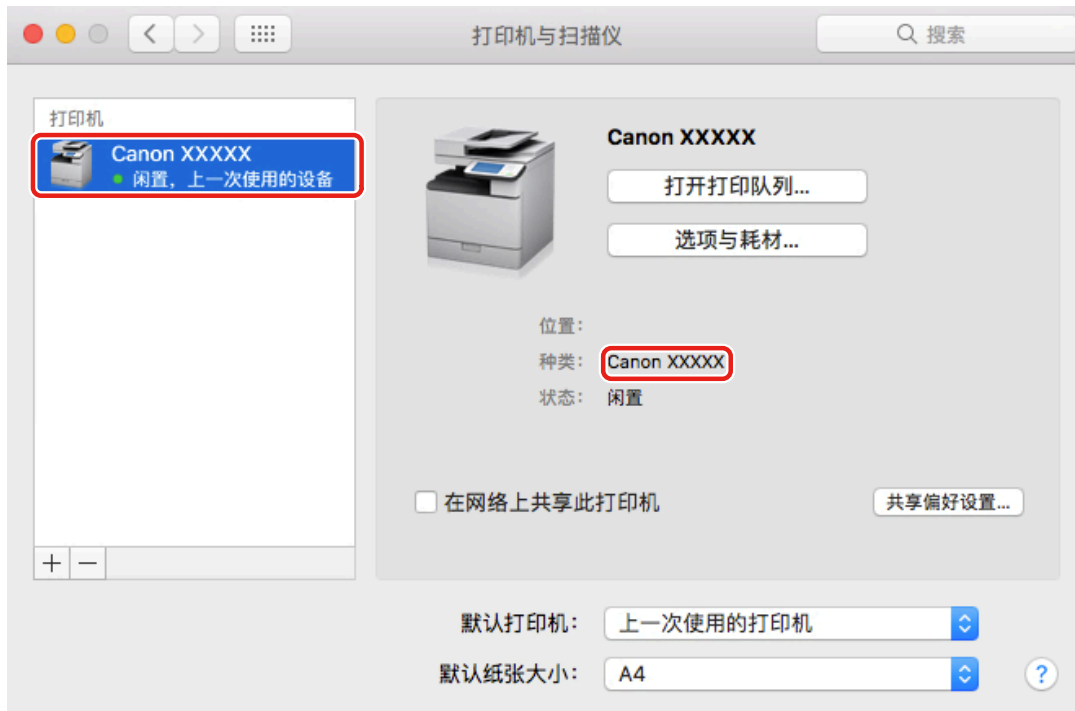 打印机与扫描仪
搜索
打印机
Canon XXXXX
闲置，上一次使用的设备
Canon XXXXX
打开打印队列...
选项与耗材...
位置：
种类： Canon XXXXX
状态： 闲置
在网络上共享此打印机
共享偏好设置...
+ −
默认打印机： 上一次使用的打印机
默认纸张大小： A4
?